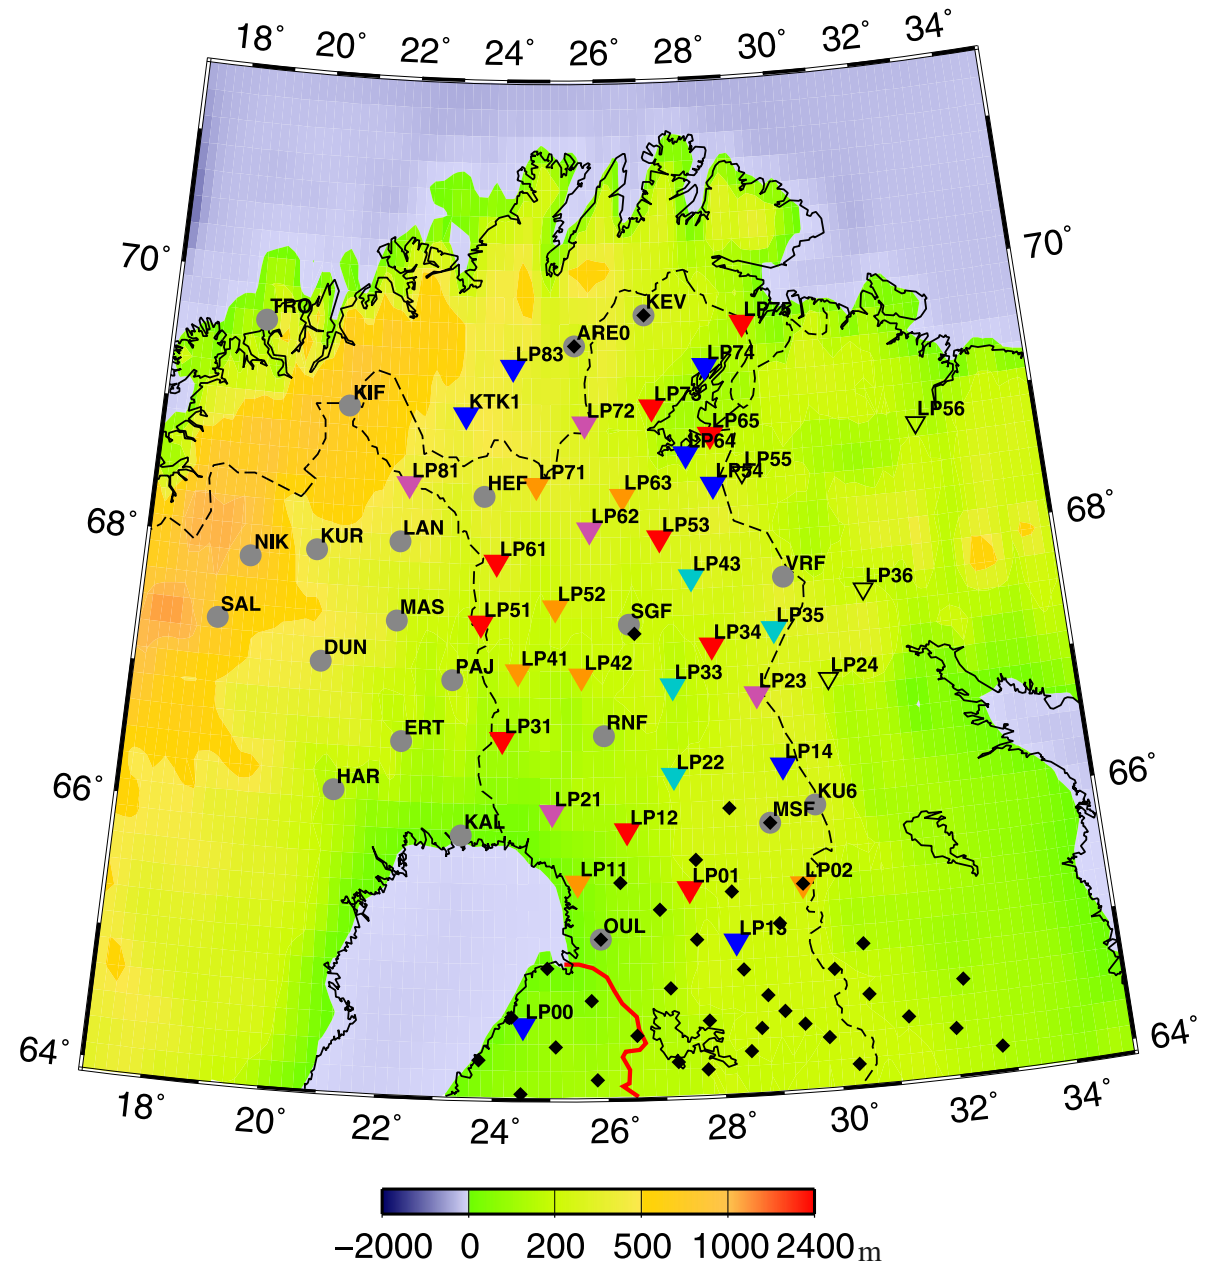 18° 20° 22° 24° 26° 28° 30° 32° 34°
70° 70°
TRO KEV LP75
ARE0
LP83 LP74
KIF KTK1 LP73
LP72 LP56
LP65
LP64
LP81 HEF LP71 LP63 LP54 LP55
68° 68°
NIK KUR LAN LP62 LP53
LP61 LP43 VRF LP36
SAL MAS LP51 LP52 SGF LP35
DUN PAJ LP41 LP42 LP33 LP34 LP23 LP24
ERT LP31 RNF
66° HAR LP22 LP14 66°
KAL LP21 LP12 MSF KU6
LP11 LP01 LP02
OUL LP13
LP00
64° 64°
18° 20° 22° 24° 26° 28° 30° 32° 34°
−2000 0 200 500 1000 2400 m